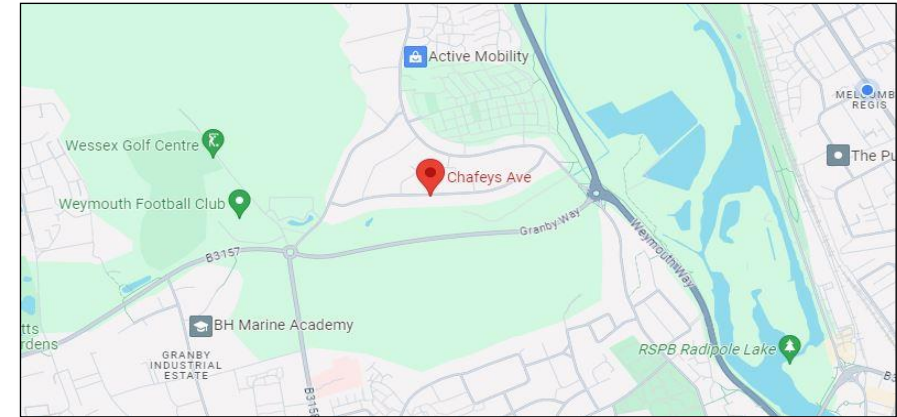 Active Mobility
MELCOMB
REGIS
Wessex Golf Centre
The Pu
Chafeys Ave
Weymouth Football Club
Granby Way
B3157
Weymouth Way
tts
rdens
BH Marine Academy
RSPB Radipole Lake
GRANBY
INDUSTRIAL
ESTATE